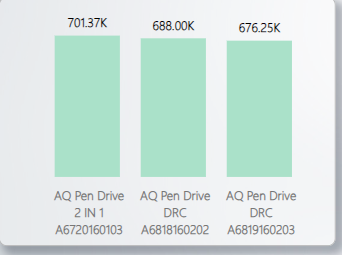 701.37K 688.00K 676.25K
AQ Pen Drive AQ Pen Drive AQ Pen Drive
2 IN 1 DRC DRC
A6720160103 A6818160202 A6819160203